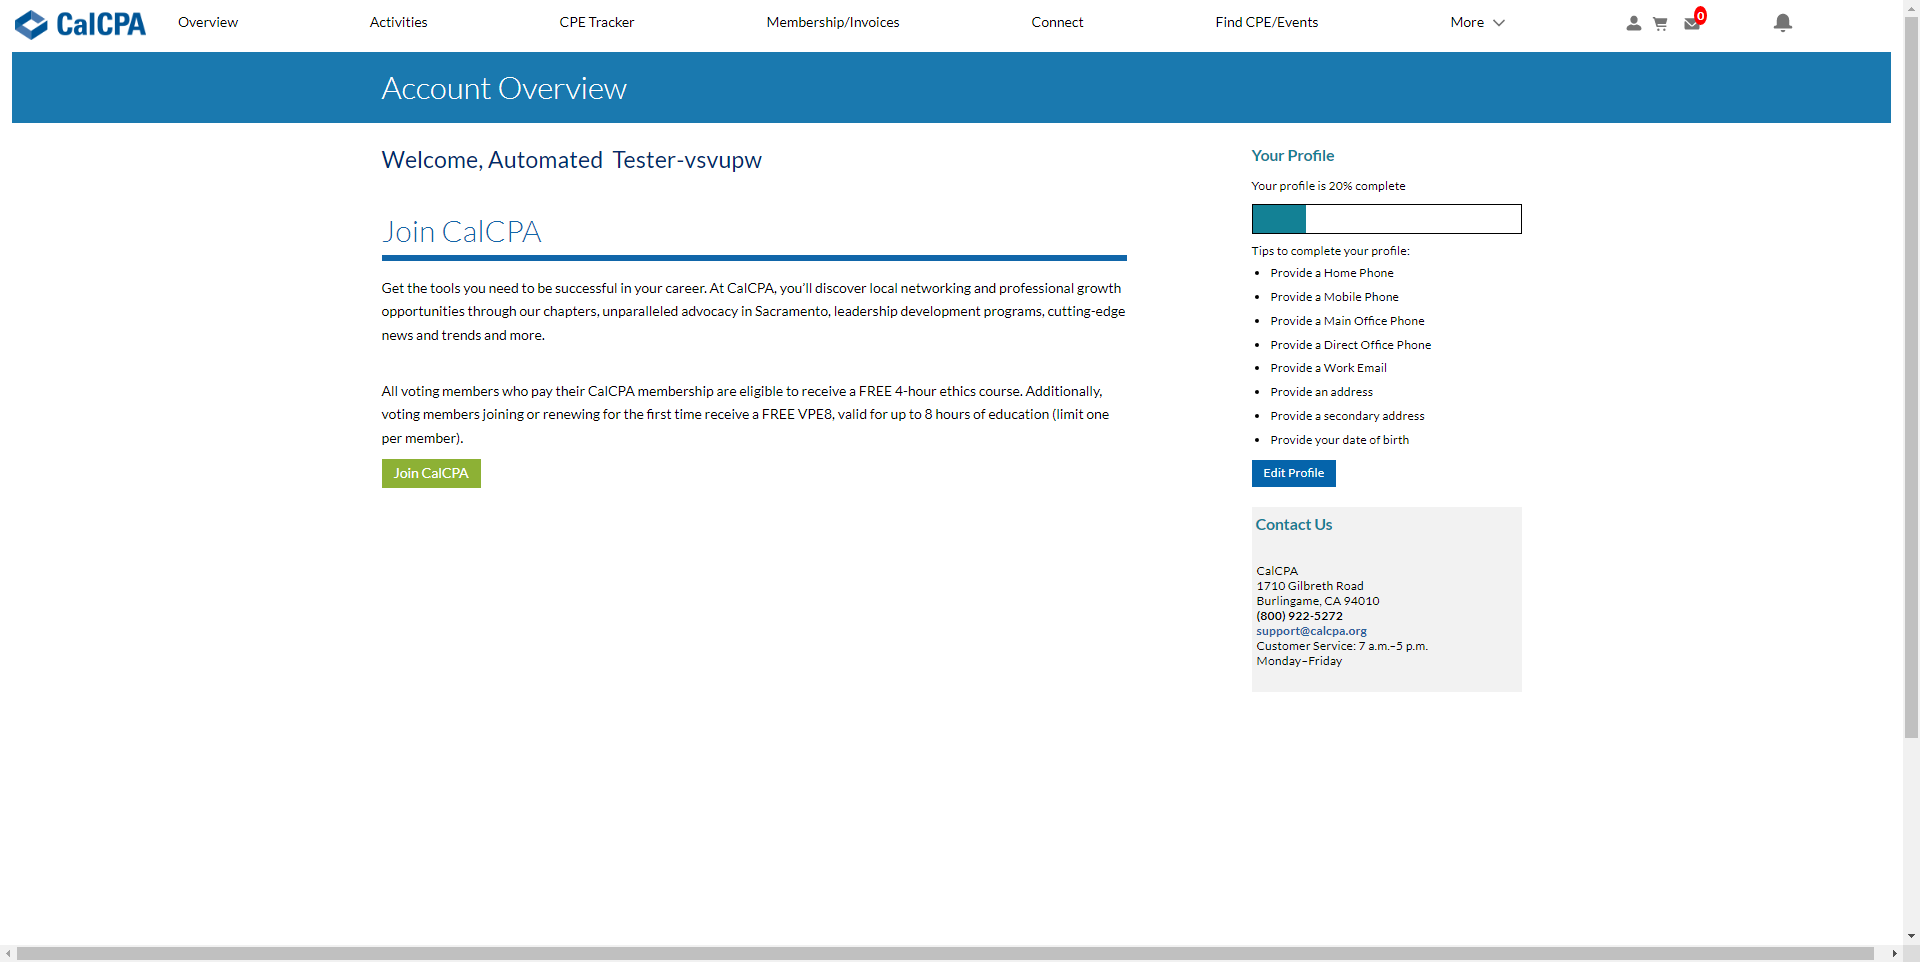 CalCPA
Overview
Activities
CPE Tracker
Membership/Invoices
Connect
Find CPE/Events
More
0
Account Overview
Welcome, Automated Tester-vsvupw
Join CalCPA
Get the tools you need to be successful in your career. At CalCPA, you’ll discover local networking and professional growth
opportunities through our chapters, unparalleled advocacy in Sacramento, leadership development programs, cutting-edge
news and trends and more.
All voting members who pay their CalCPA membership are eligible to receive a FREE 4-hour ethics course. Additionally,
voting members joining or renewing for the first time receive a FREE VPE8, valid for up to 8 hours of education (limit one
per member).
Join CalCPA
Your Profile
Your profile is 20% complete
Tips to complete your profile:
Provide a Home Phone
Provide a Mobile Phone
Provide a Main Office Phone
Provide a Direct Office Phone
Provide a Work Email
Provide an address
Provide a secondary address
Provide your date of birth
Edit Profile
Contact Us
CalCPA
1710 Gilbreth Road
Burlingame, CA 94010
(800) 922-5272
support@calcpa.org
Customer Service: 7 a.m.–5 p.m.
Monday–Friday